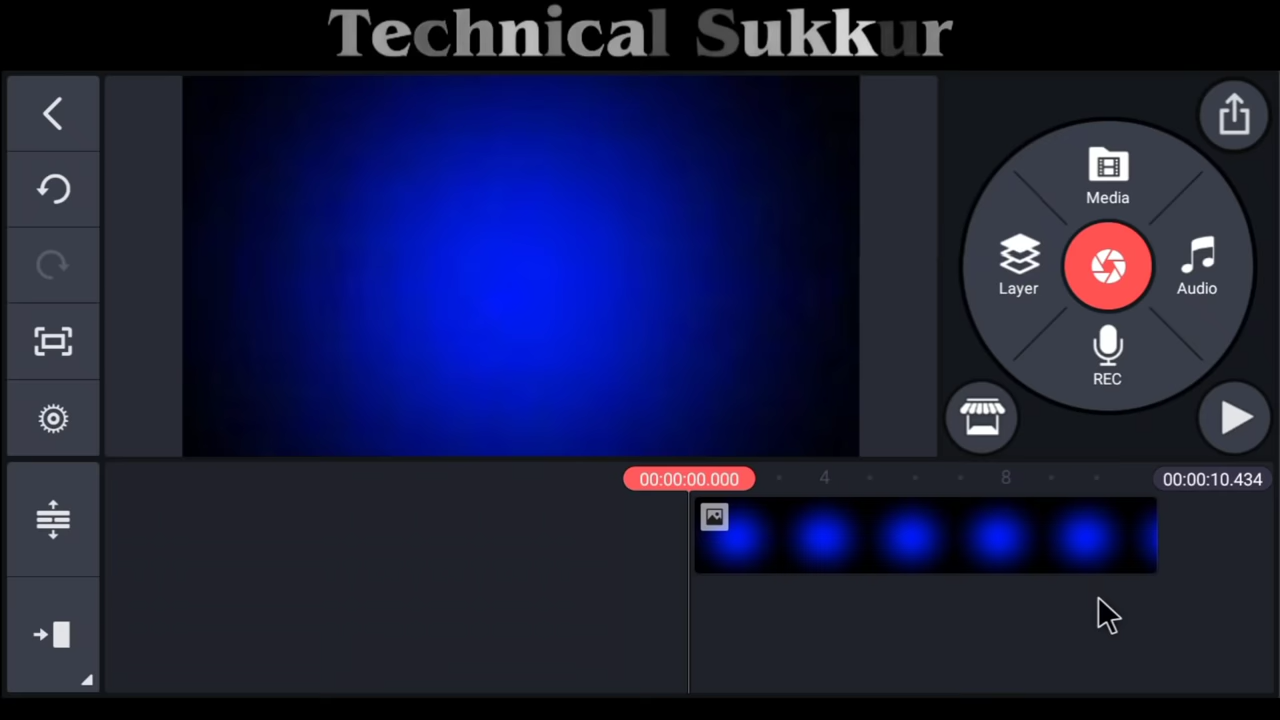 Technical Sukkur
Media
Layer
Audio
REC
00:00:00.000
4
8
00:00:10.434